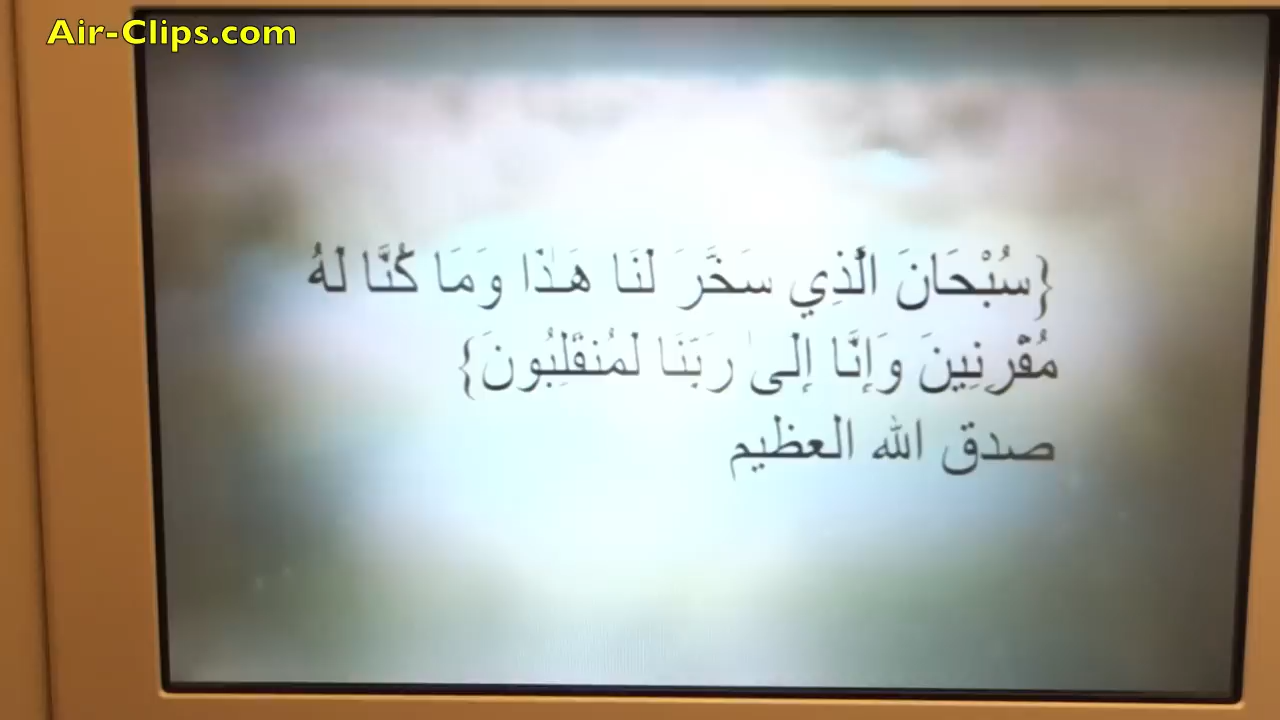 Air-Clips.com
{سُبْحَانَ الَّذِي سَخَّرَ لَنَا هَـٰذَا وَمَا كُنَّا لَهُ
مُقْرِنِينَ وَإِنَّا إِلَىٰ رَبَنَا لَمُنقَلِبُونَ}
صدق الله العظيم